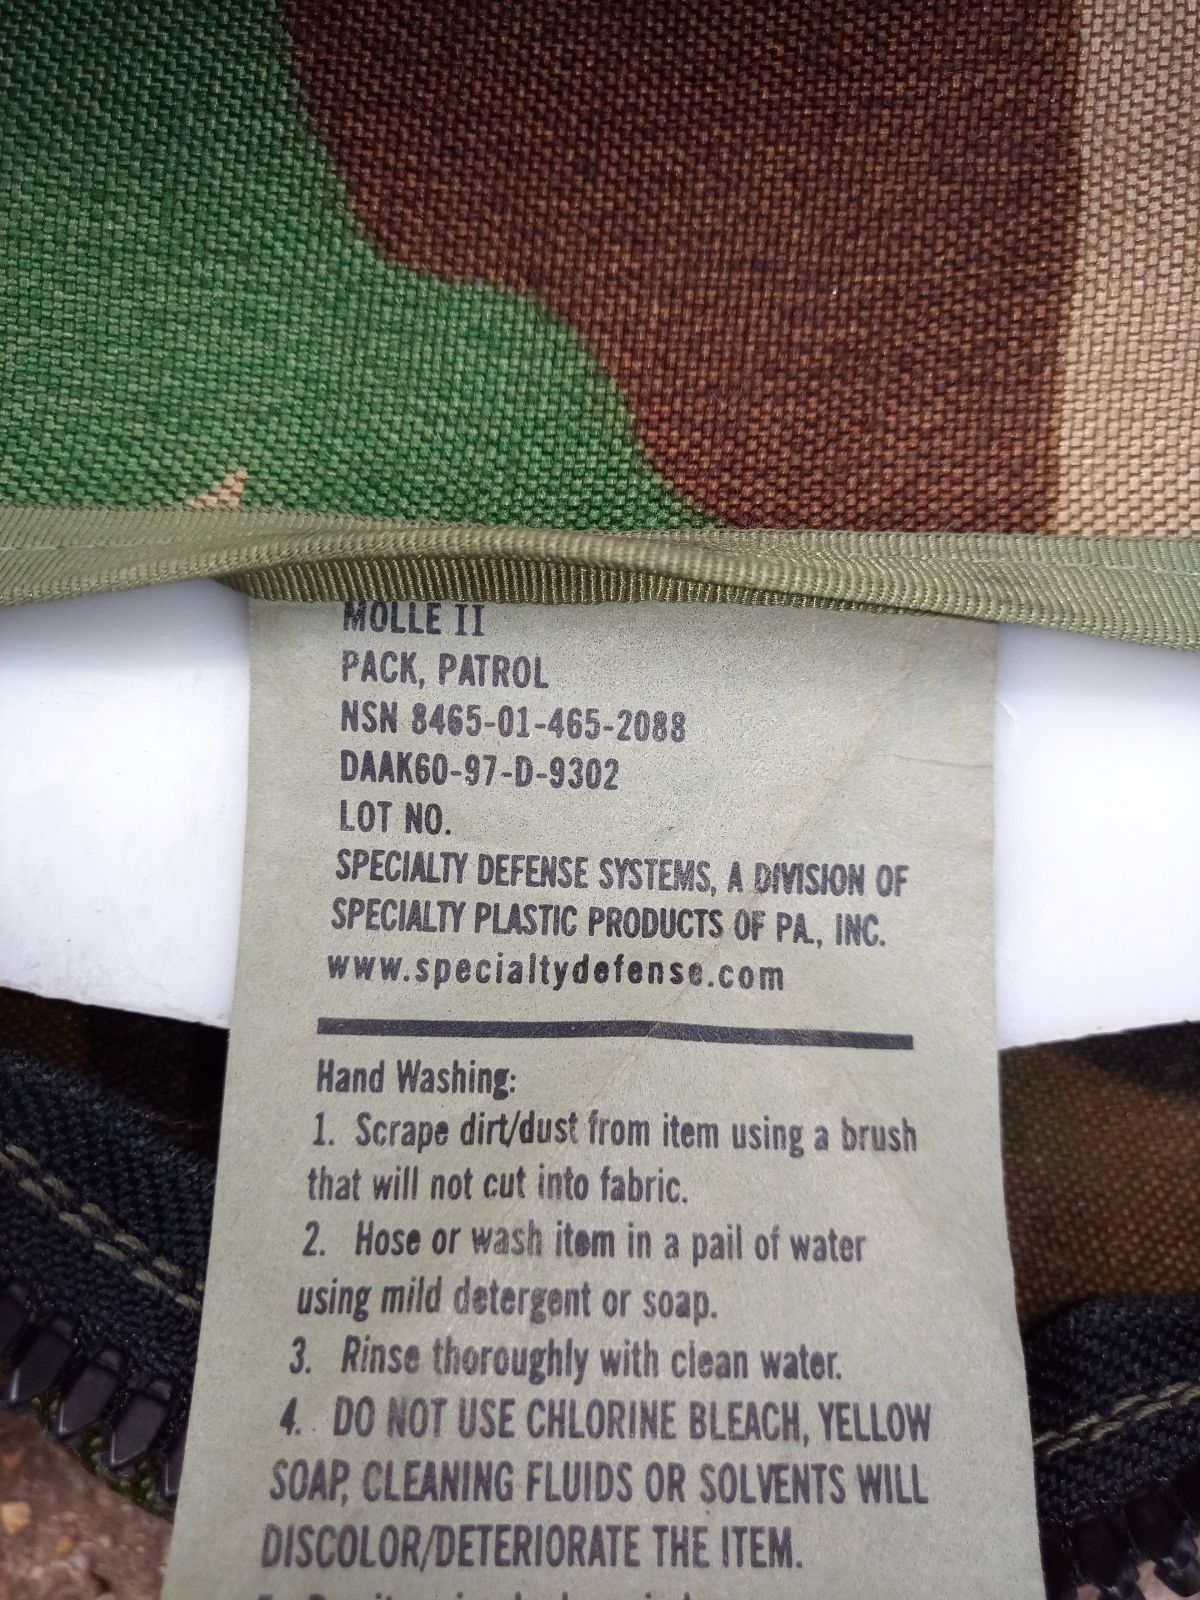 MOLLE II
PACK, PATROL
NSN 8465-01-465-2088
DAAK60-97-D-9302
LOT NO.
SPECIALTY DEFENSE SYSTEMS, A DIVISION OF
SPECIALTY PLASTIC PRODUCTS OF PA., INC.
www.specialtydefense.com
Hand Washing:
1. Scrape dirt/dust from item using a brush
that will not cut into fabric.
2. Hose or wash item in a pail of water
using mild detergent or soap.
3. Rinse thoroughly with clean water.
4. DO NOT USE CHLORINE BLEACH, YELLOW
SOAP, CLEANING FLUIDS OR SOLVENTS WILL
DISCOLOR/DETERIORATE THE ITEM.